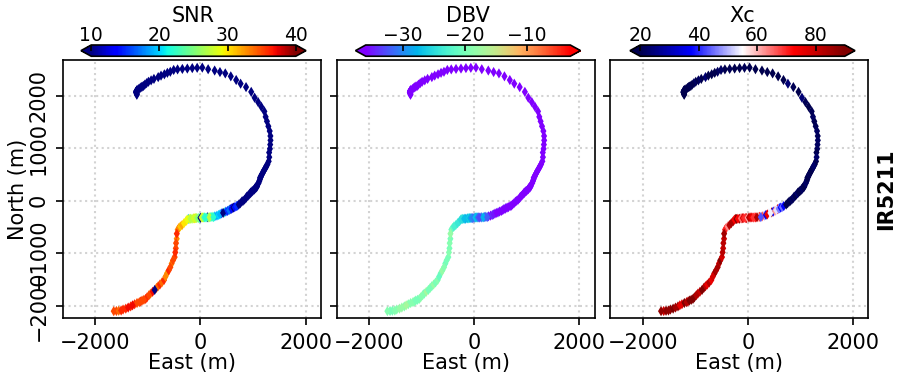 SNR DBV Xc
10 20 30 40 −30 −20 −10 20 40 60 80
2000
1000
0
−1000
−2000
North (m)
IR5211
−2000 0 2000 −2000 0 2000 −2000 0 2000
East (m) East (m) East (m)